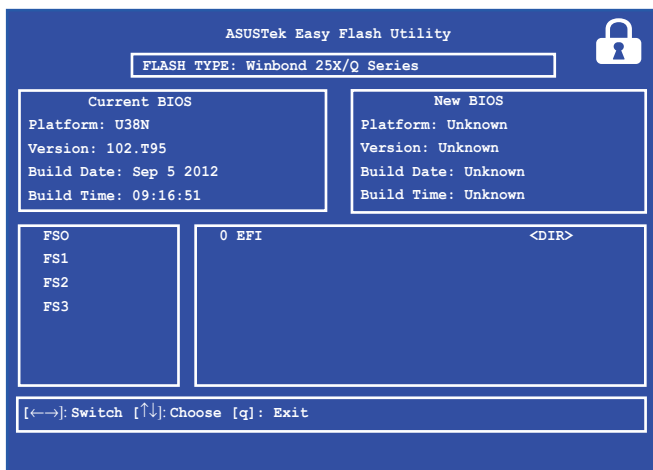 ASUSTek Easy Flash Utility
FLASH TYPE: Winbond 25X/Q Series
Current BIOS
Platform: U38N
Version: 102.T95
Build Date: Sep 5 2012
Build Time: 09:16:51
New BIOS
Platform: Unknown
Version: Unknown
Build Date: Unknown
Build Time: Unknown
FSO
FS1
FS2
FS3
0 EFI <DIR>
[←→]: Switch [↑↓]: Choose [q]: Exit